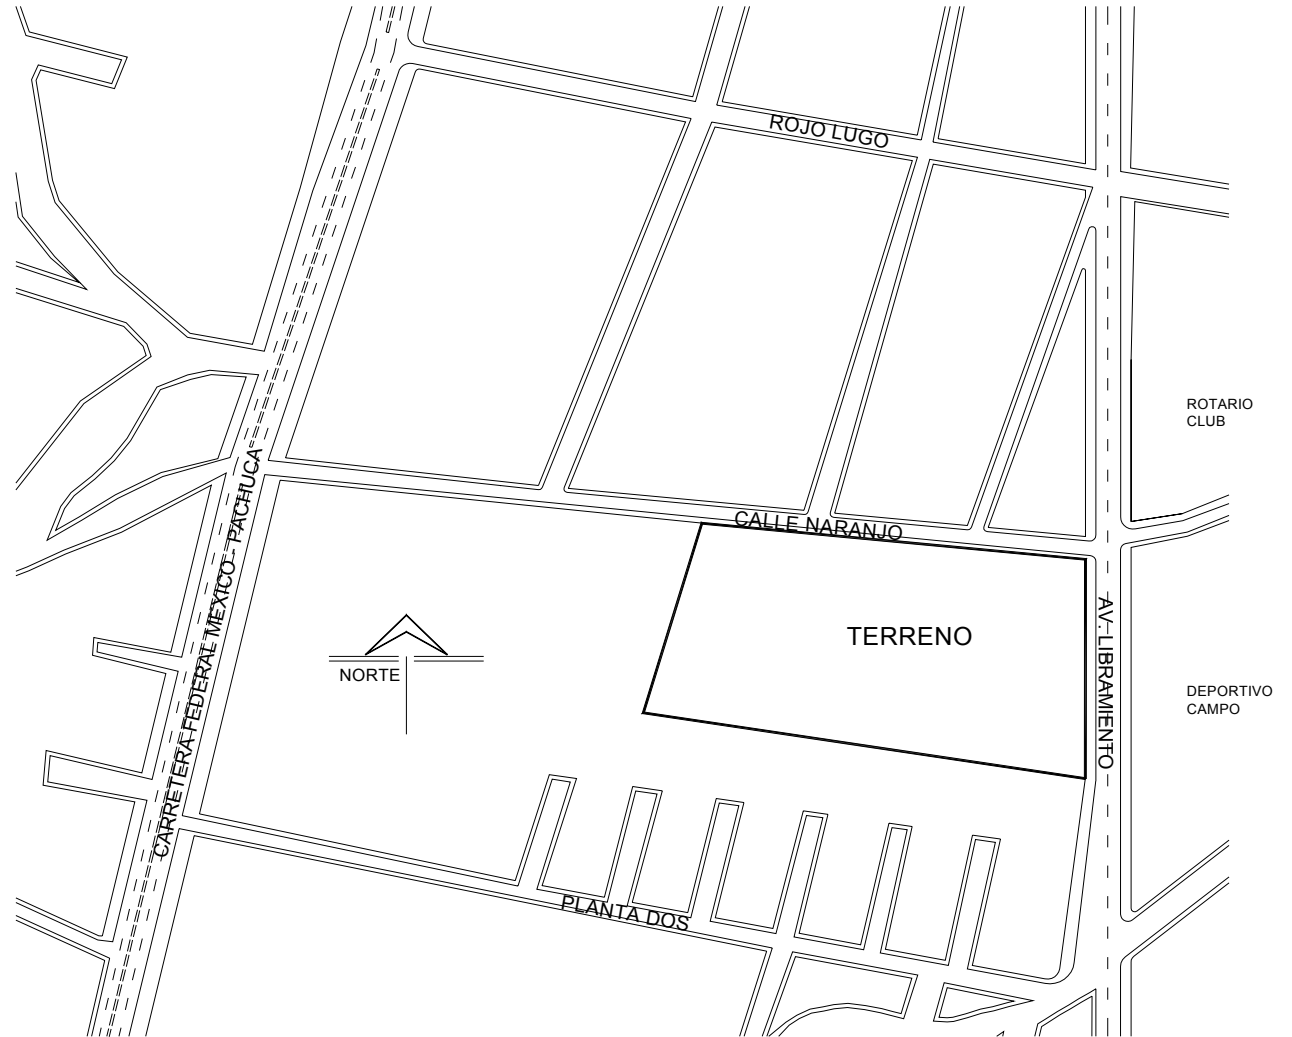 ROJO LUGO
ROTARIO
CLUB
CARRETERA FEDERAL MEXICO - PACHUCA
CALLE NARANJO
TERRENO
AV. LIBRAMIENTO
NORTE
DEPORTIVO
CAMPO
PLANTA DOS